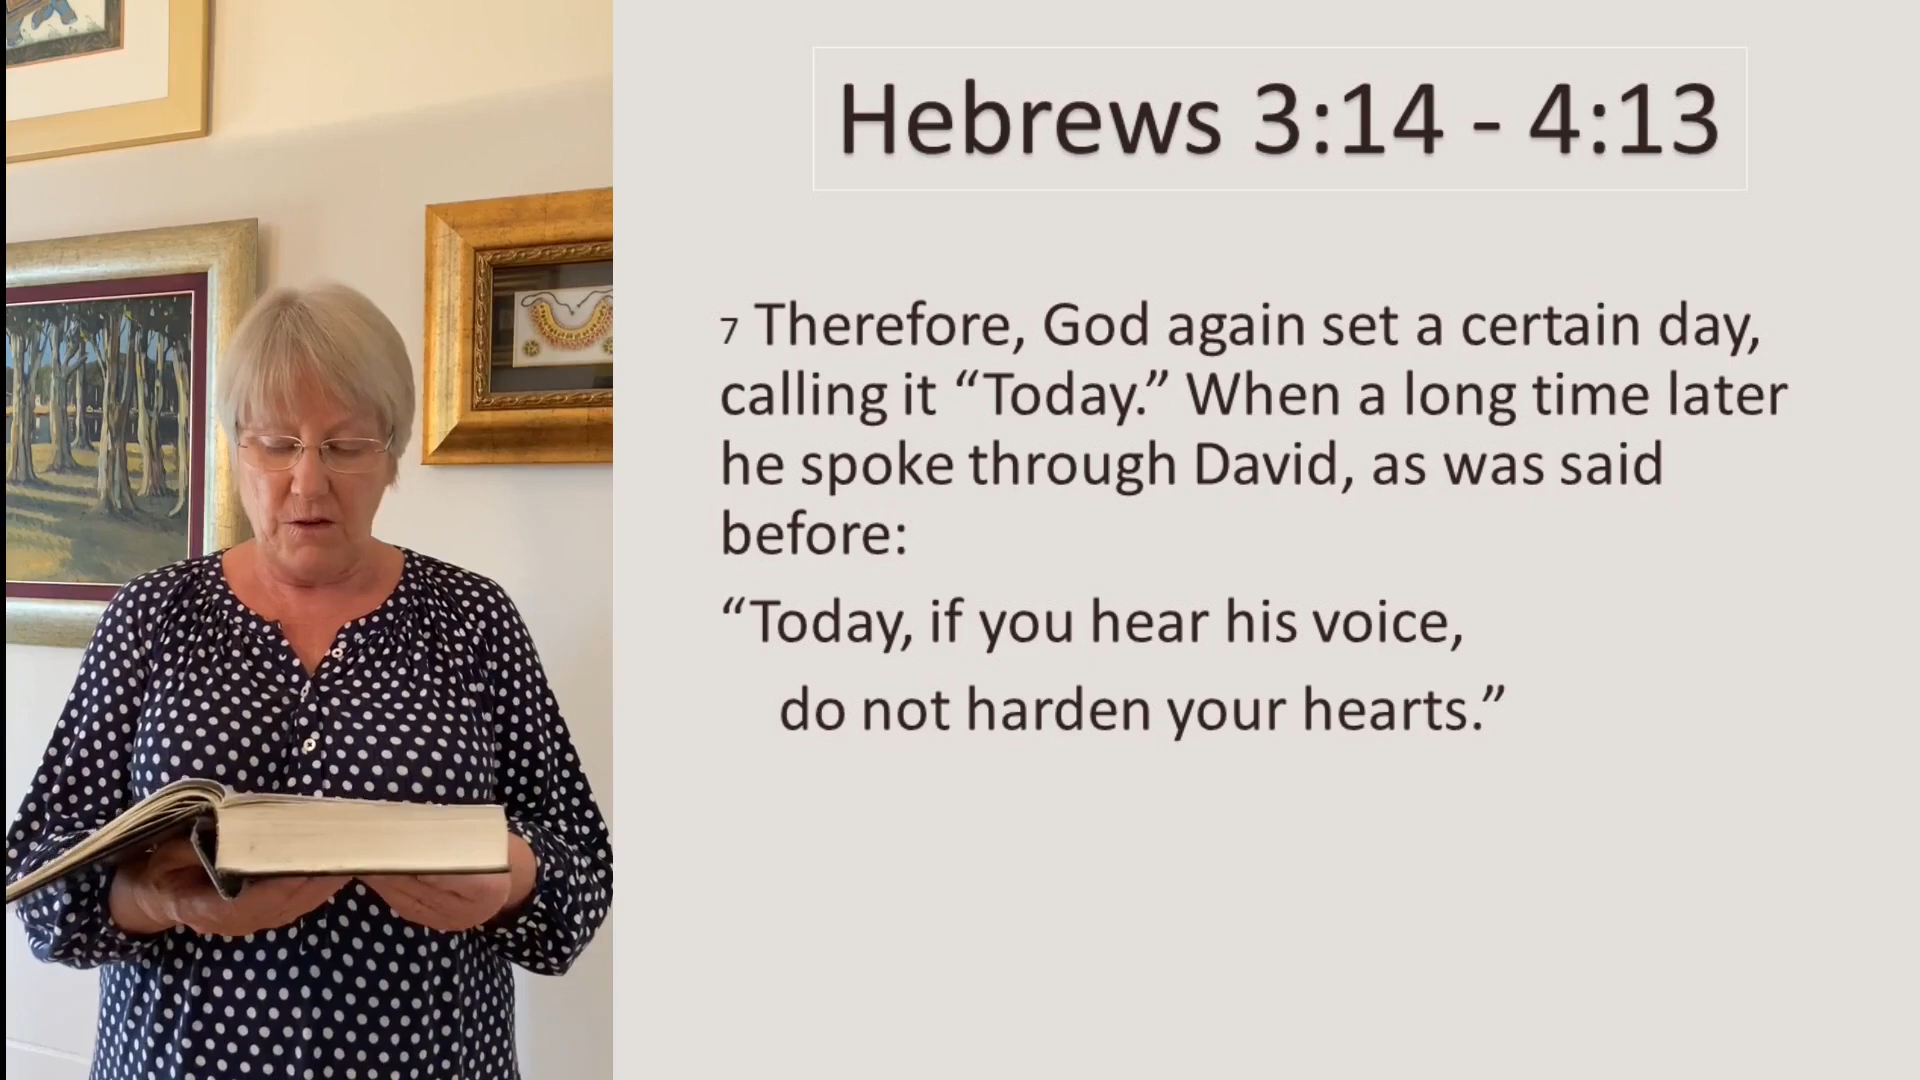 Hebrews 3:14 - 4:13
7 Therefore, God again set a certain day,
calling it “Today.” When a long time later
he spoke through David, as was said
before:
“Today, if you hear his voice,
do not harden your hearts.”